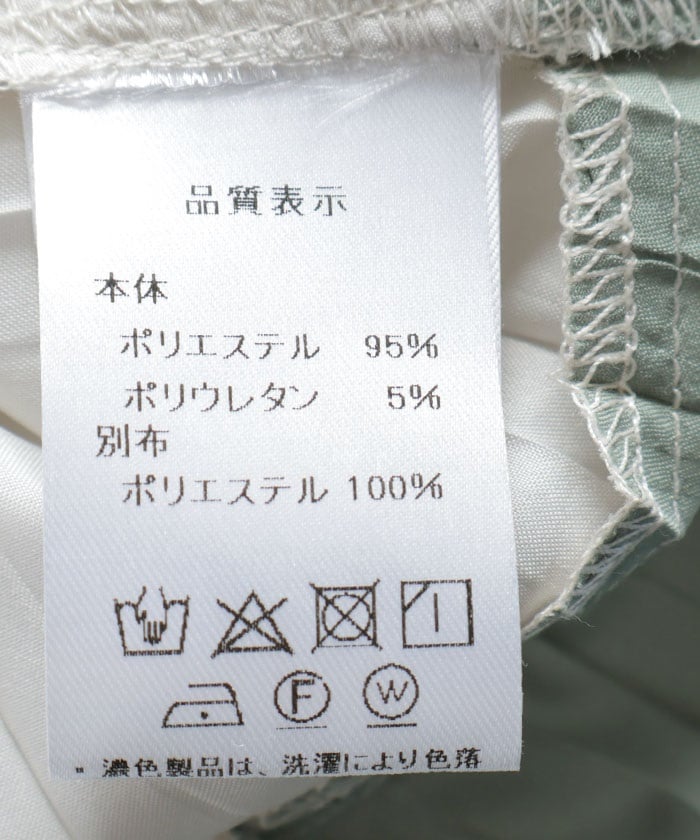 品質表示
本体
ポリエステル 95%
ポリウレタン 5%
別布
ポリエステル 100%
F W
* 濃色製品は、洗濯により色落